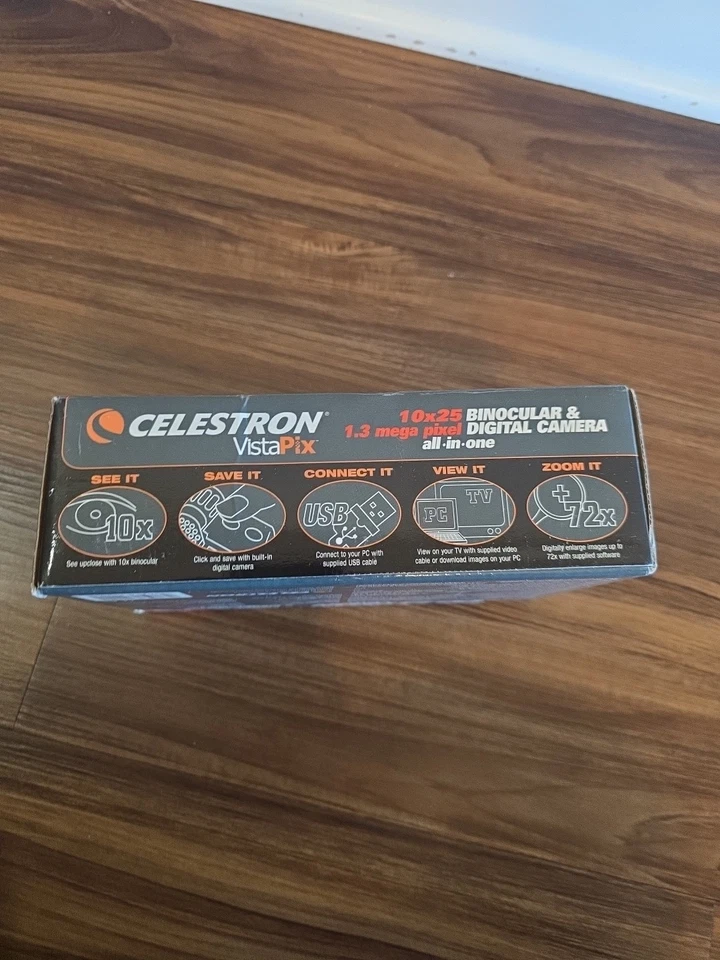 CELESTRON®
VistaPix™
10x25 BINOCULAR &
1.3 mega pixel DIGITAL CAMERA
all-in-one
SEE IT
10x
See upclose with 10x binocular
SAVE IT
Click and save with built-in
digital camera
CONNECT IT
USB
Connect to your PC with
supplied USB cable
VIEW IT
PC TV
View on your TV with supplied video
cable or download images on your PC
ZOOM IT
+
72x
Digitally enlarge images up to
72x with supplied software